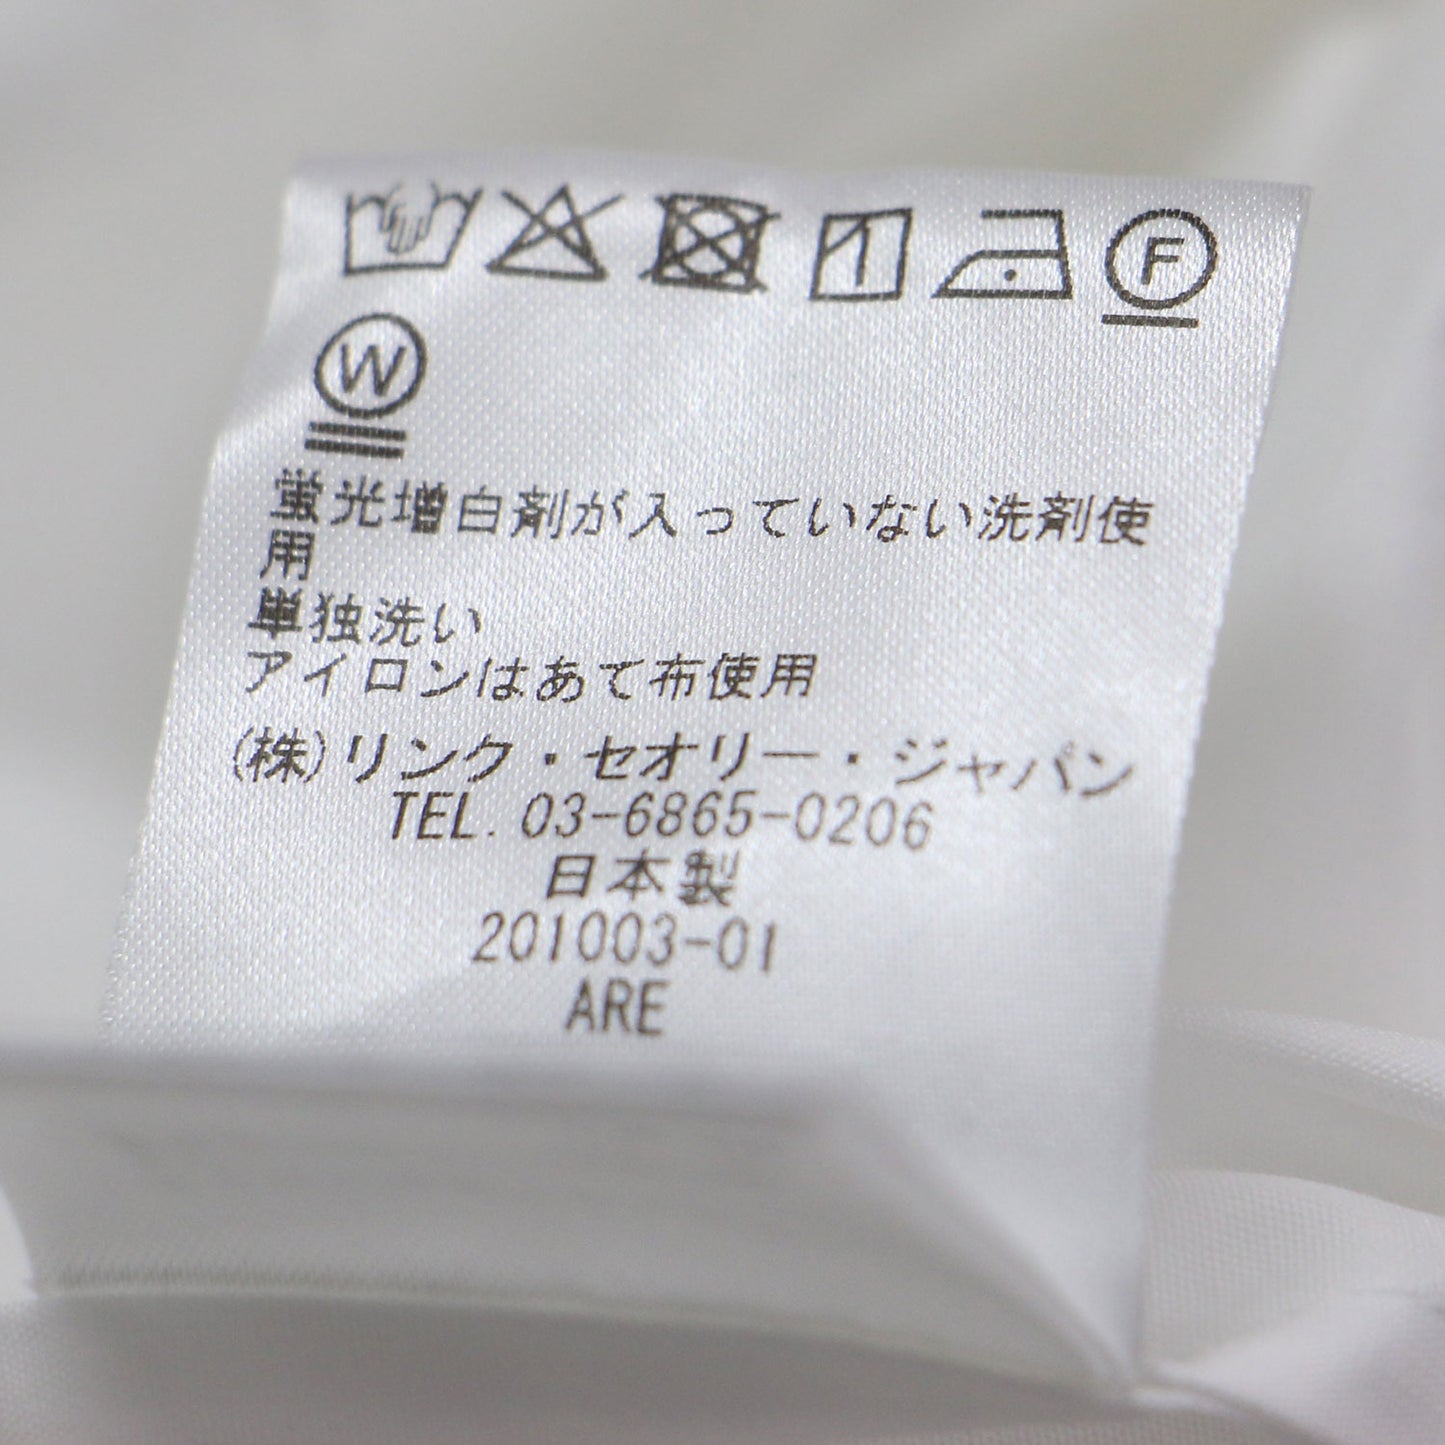 F
W
蛍光増白剤が入っていない洗剤使
用
単独洗い
アイロンはあて布使用
(株)リンク・セオリー・ジャパン
TEL. 03-6865-0206
日本製
201003-01
ARE